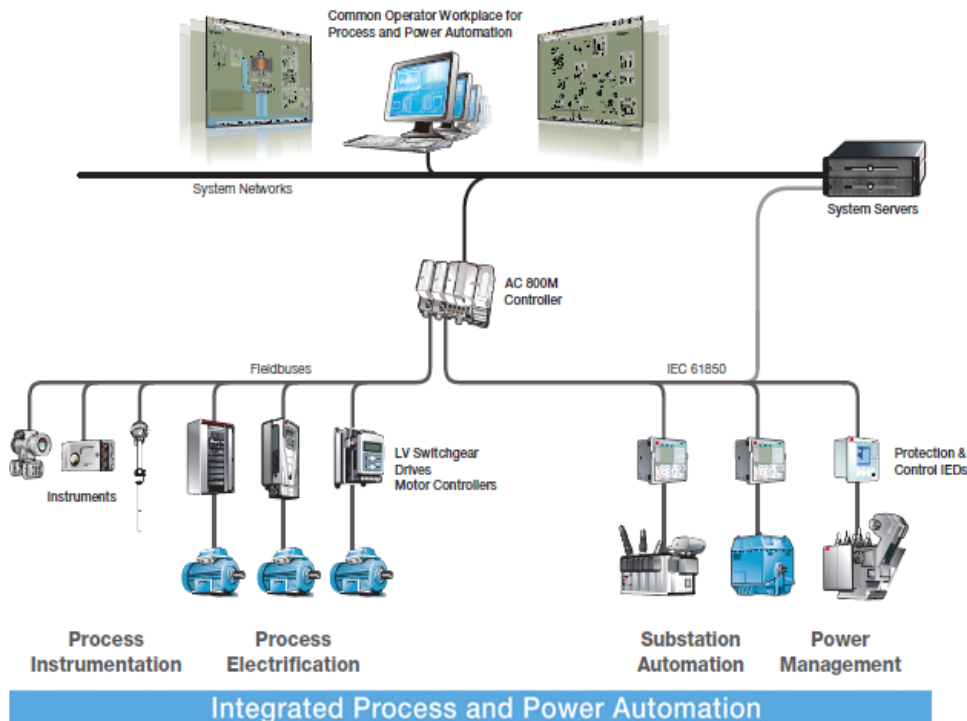 Common Operator Workplace for
Process and Power Automation
System Networks
System Servers
AC 800M
Controller
Fieldbuses
IEC 61850
Instruments
LV Switchgear
Drives
Motor Controllers
Protection &
Control IEDs
Process
Instrumentation
Process
Electrification
Substation
Automation
Power
Management
Integrated Process and Power Automation